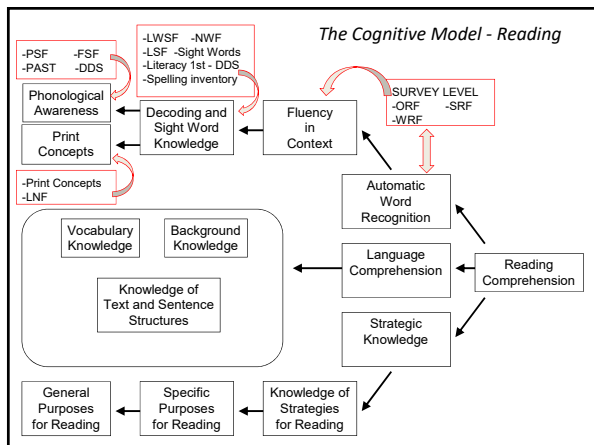 The Cognitive Model - Reading
-PSF -FSF
-PAST -DDS
-LWSF -NWF
-LSF -Sight Words
-Literacy 1st - DDS
-Spelling inventory
SURVEY LEVEL
-ORF -SRF
-WRF
Phonological
Awareness
Print
Concepts
Decoding and
Sight Word
Knowledge
Fluency
in
Context
-Print Concepts
-LNF
Automatic
Word
Recognition
Vocabulary
Knowledge
Background
Knowledge
Knowledge of
Text and Sentence
Structures
Language
Comprehension
Reading
Comprehension
Strategic
Knowledge
General
Purposes
for Reading
Specific
Purposes
for Reading
Knowledge of
Strategies
for Reading